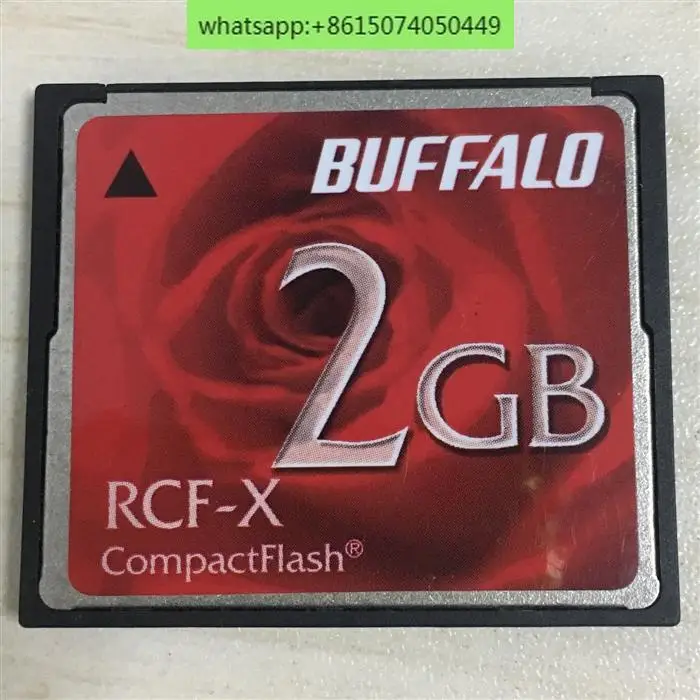 whatsapp:+8615074050449
BUFFALO
2GB
RCF-X
CompactFlash®